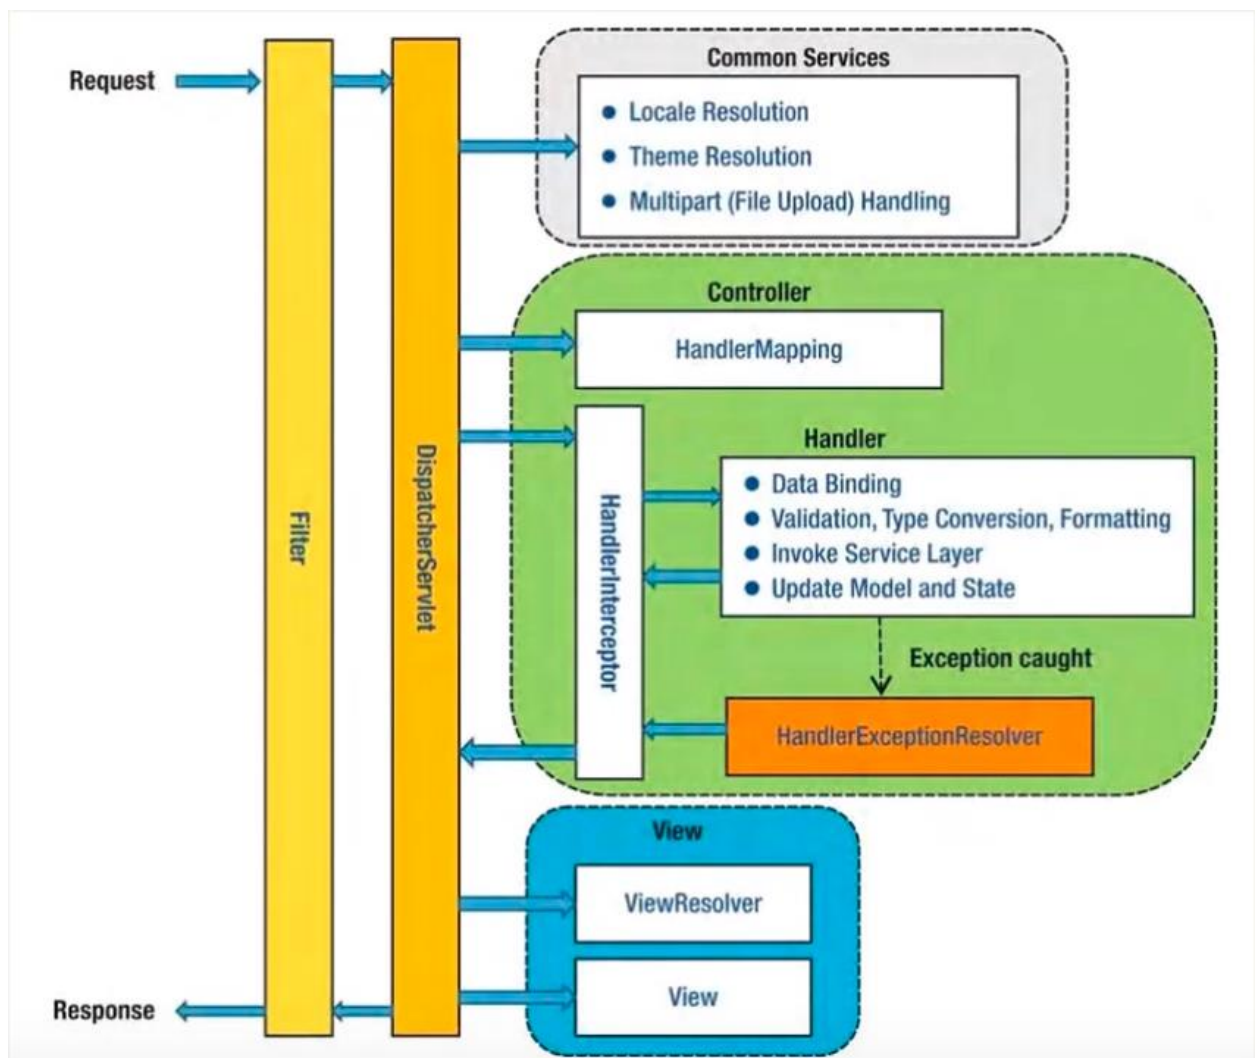 Request
Common Services
Locale Resolution
Theme Resolution
Multipart (File Upload) Handling
Controller
HandlerMapping
Filter
DispatcherServlet
HandlerInterceptor
Handler
Data Binding
Validation, Type Conversion, Formatting
Invoke Service Layer
Update Model and State
Exception caught
HandlerExceptionResolver
View
ViewResolver
View
Response